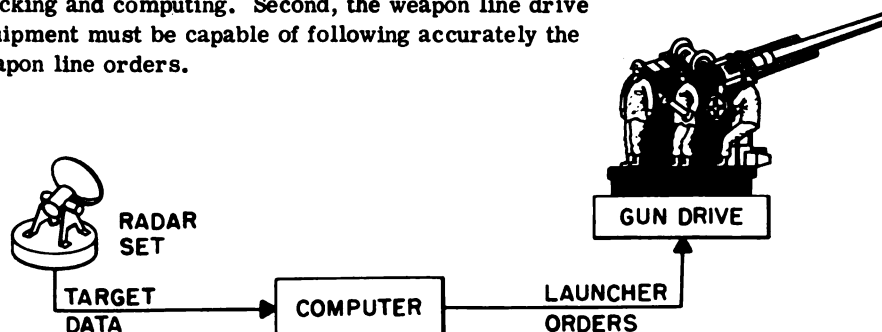 tracking and computing. Second, the weapon line drive
equipment must be capable of following accurately the
weapon line orders.
RADAR
SET
GUN DRIVE
TARGET
DATA
COMPUTER
LAUNCHER
ORDERS